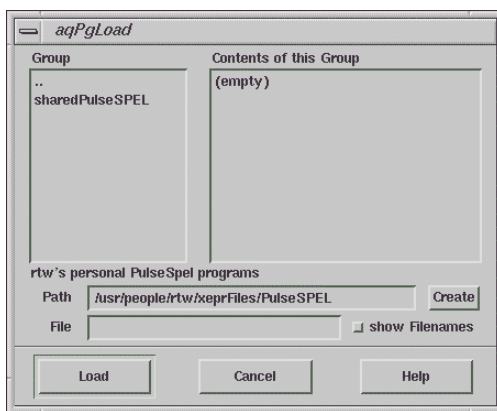 aqPgLoad
Group
Contents of this Group
..
sharedPulseSPEL
(empty)
rtw's personal PulseSpel programs
Path /usr/people/rtw/xeprFiles/PulseSPEL Create
File show Filenames
Load Cancel Help